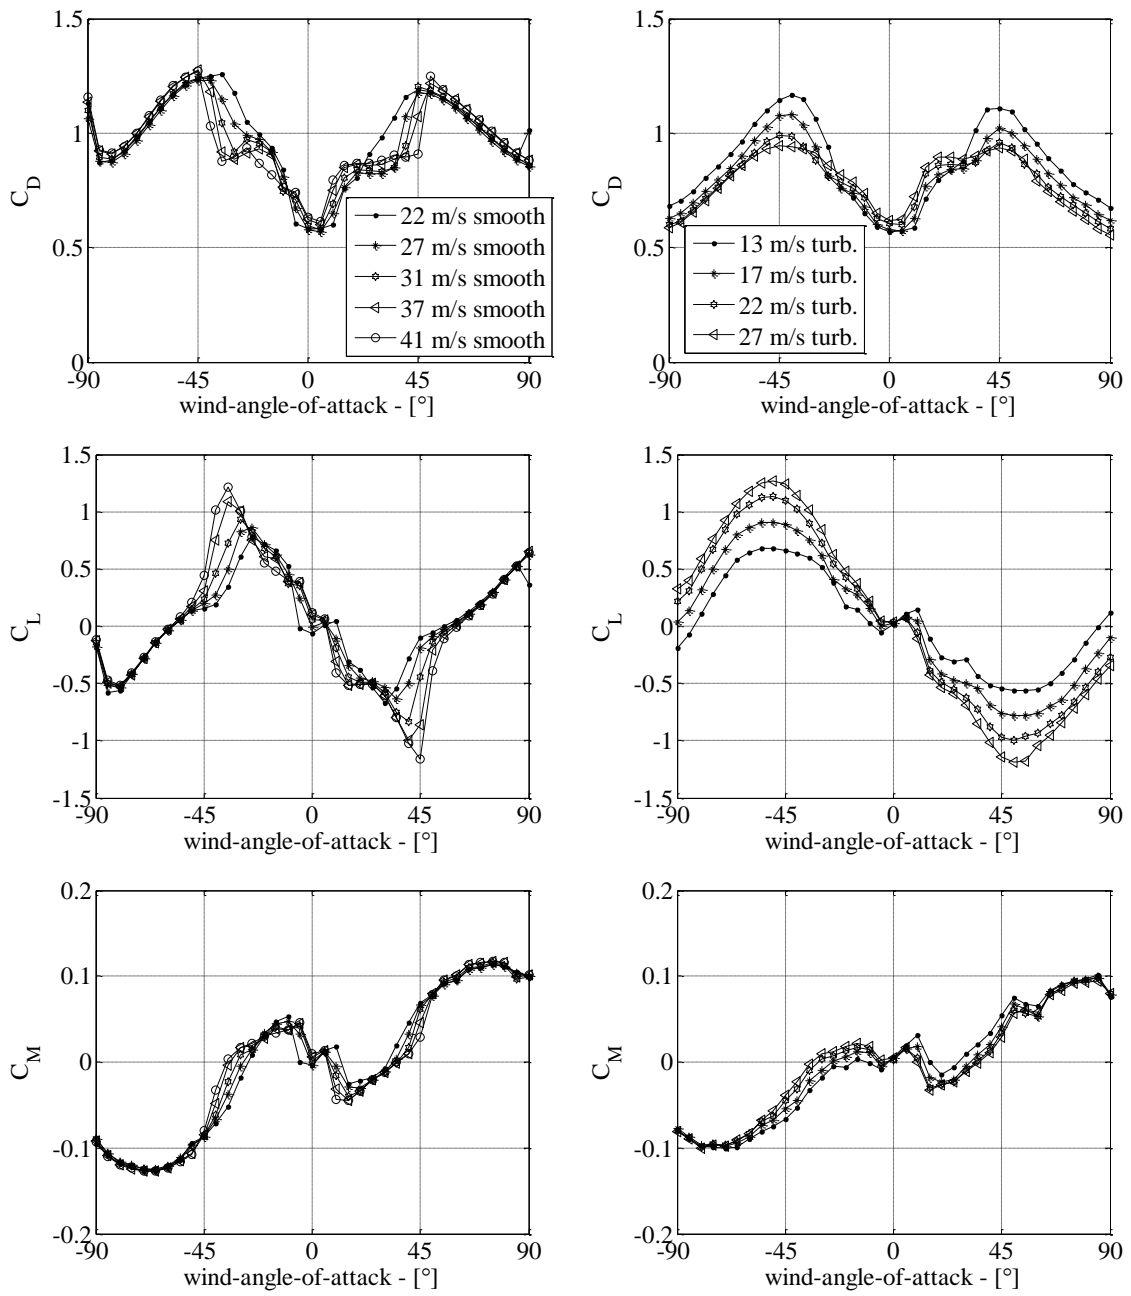 1.5
1
0.5
0
C_D
-90 -45 0 45 90
wind-angle-of-attack - [°]
22 m/s smooth
27 m/s smooth
31 m/s smooth
37 m/s smooth
41 m/s smooth
1.5
1
0.5
0
C_D
-90 -45 0 45 90
wind-angle-of-attack - [°]
13 m/s turb.
17 m/s turb.
22 m/s turb.
27 m/s turb.
1.5
1
0.5
0
-0.5
-1
-1.5
C_L
-90 -45 0 45 90
wind-angle-of-attack - [°]
1.5
1
0.5
0
-0.5
-1
-1.5
C_L
-90 -45 0 45 90
wind-angle-of-attack - [°]
0.2
0.1
0
-0.1
-0.2
C_M
-90 -45 0 45 90
wind-angle-of-attack - [°]
0.2
0.1
0
-0.1
-0.2
C_M
-90 -45 0 45 90
wind-angle-of-attack - [°]